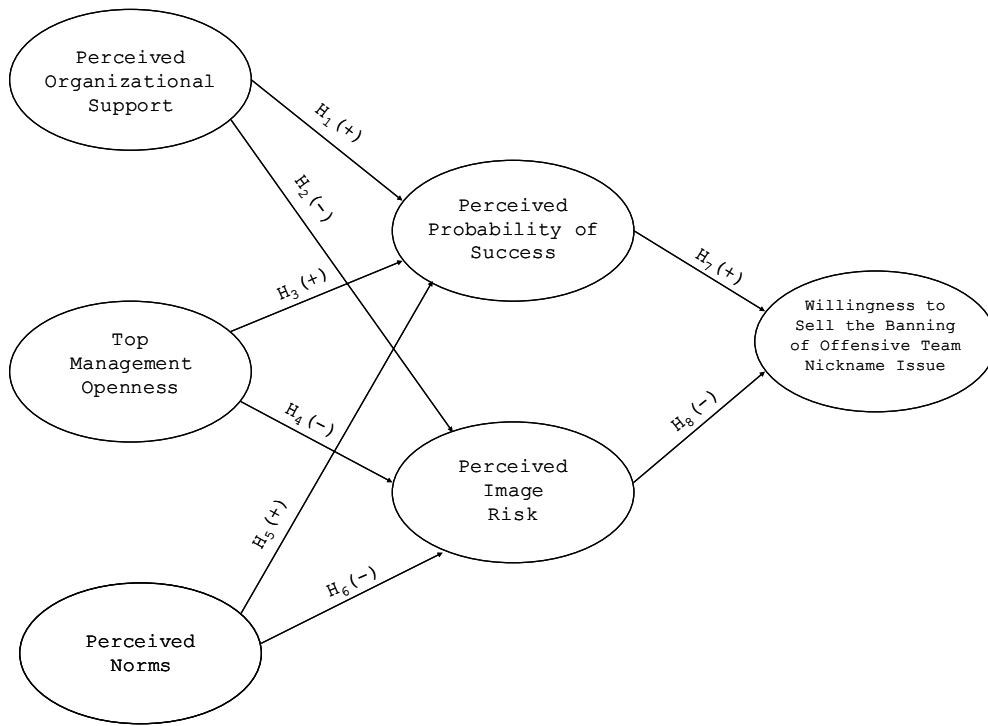 Perceived
Organizational
Support
H1(+)
H2(-)
Perceived
Probability of
Success
H3(+)
H7(+)
Top
Management
Openness
Willingness to
Sell the Banning
of Offensive Team
Nickname Issue
H4(-)
H8(-)
Perceived
Image
Risk
H5(+)
H6(-)
Perceived
Norms